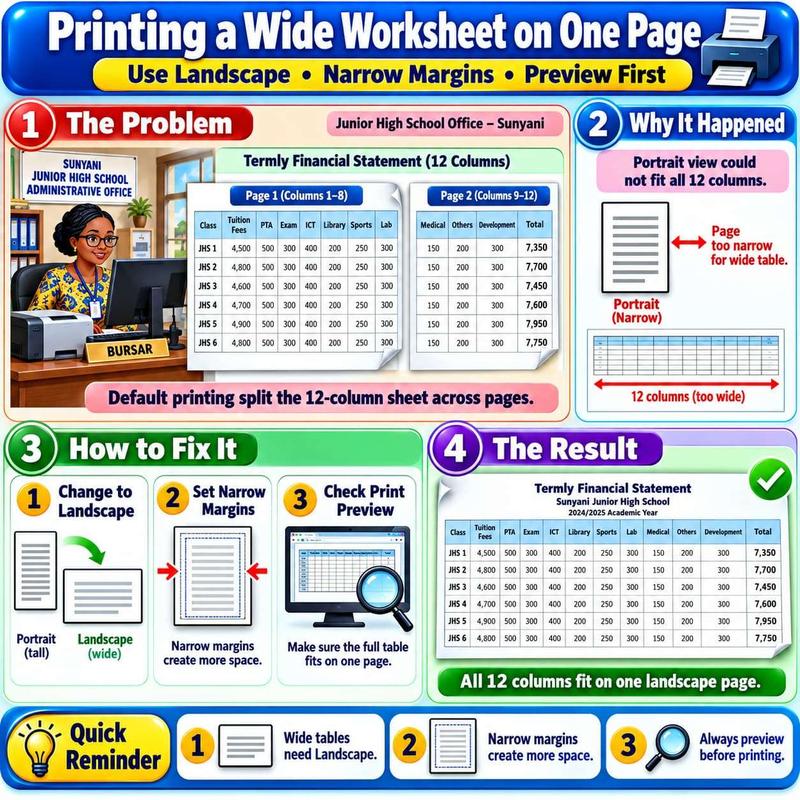 Printing a Wide Worksheet on One Page
Use Landscape • Narrow Margins • Preview First
1 The Problem
Junior High School Office – Sunyani
SUNYANI
JUNIOR HIGH SCHOOL
ADMINISTRATIVE OFFICE
BURSAR
Termly Financial Statement (12 Columns)
Page 1 (Columns 1–8)
Class Tuition Fees PTA Exam ICT Library Sports Lab
JHS 1 4,500 500 300 400 200 250 300
JHS 2 4,800 500 300 400 200 250 300
JHS 3 4,600 500 300 400 200 250 300
JHS 4 4,700 500 300 400 200 250 300
JHS 5 4,900 500 300 400 200 250 300
JHS 6 4,800 500 300 400 200 250 300
Page 2 (Columns 9–12)
Medical Others Development Total
150 200 300 7,350
150 200 300 7,700
150 200 300 7,450
150 200 300 7,600
150 200 300 7,950
150 200 300 7,750
Default printing split the 12-column sheet across pages.
2 Why It Happened
Portrait view could
not fit all 12 columns.
Page
too narrow
for wide table.
Portrait
(Narrow)
12 columns (too wide)
3 How to Fix It
1 Change to
Landscape
Portrait
(tall)
Landscape
(wide)
2 Set Narrow
Margins
Narrow margins
create more space.
3 Check Print
Preview
Make sure the full table
fits on one page.
4 The Result
Termly Financial Statement
Sunyani Junior High School
2024/2025 Academic Year
Class Tuition Fees PTA Exam ICT Library Sports Lab Medical Others Development Total
JHS 1 4,500 500 300 400 200 250 300 150 200 300 7,350
JHS 2 4,800 500 300 400 200 250 300 150 200 300 7,700
JHS 3 4,600 500 300 400 200 250 300 150 200 300 7,450
JHS 4 4,700 500 300 400 200 250 300 150 200 300 7,600
JHS 5 4,900 500 300 400 200 250 300 150 200 300 7,950
JHS 6 4,800 500 300 400 200 250 300 150 200 300 7,750
All 12 columns fit on one landscape page.
Quick
Reminder
1 Wide tables
need Landscape.
2 Narrow margins
create more space.
3 Always preview
before printing.